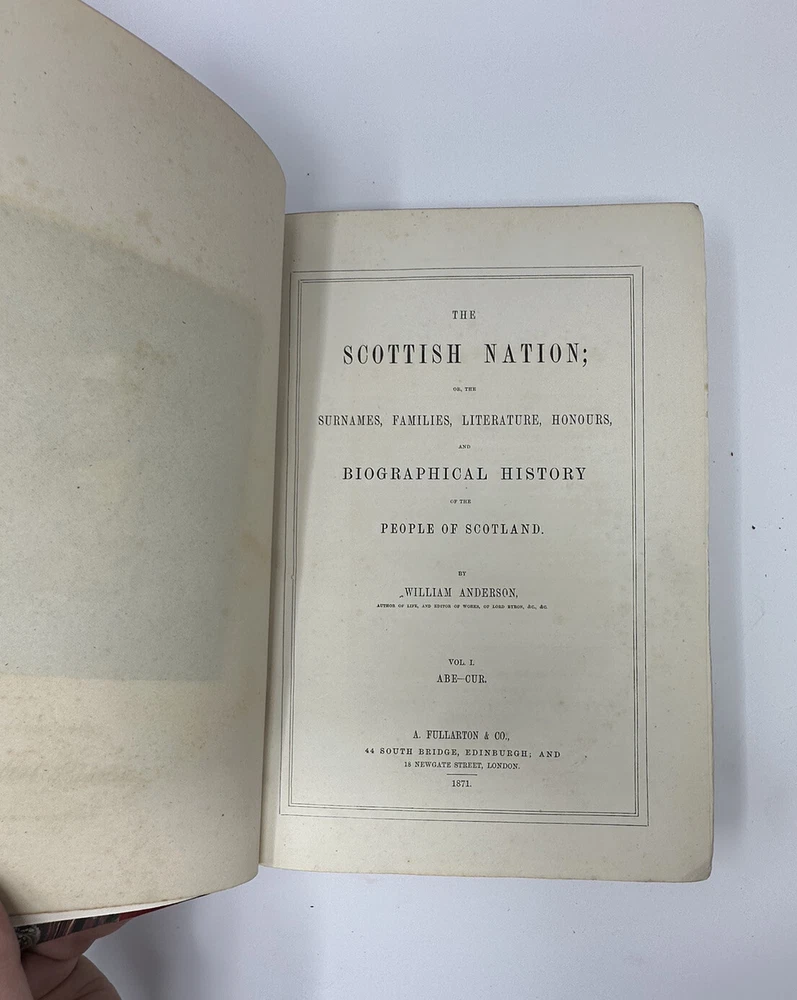 THE
SCOTTISH NATION;
OR, THE
SURNAMES, FAMILIES, LITERATURE, HONOURS,
AND
BIOGRAPHICAL HISTORY
OF THE
PEOPLE OF SCOTLAND.
BY
WILLIAM ANDERSON,
AUTHOR OF LIFE, AND EDITOR OF WORKS, OF LORD BYRON, &c., &c.
VOL. I.
ABE—CUR.
A. FULLARTON & CO.,
44 SOUTH BRIDGE, EDINBURGH; AND
18 NEWGATE STREET, LONDON.
1871.